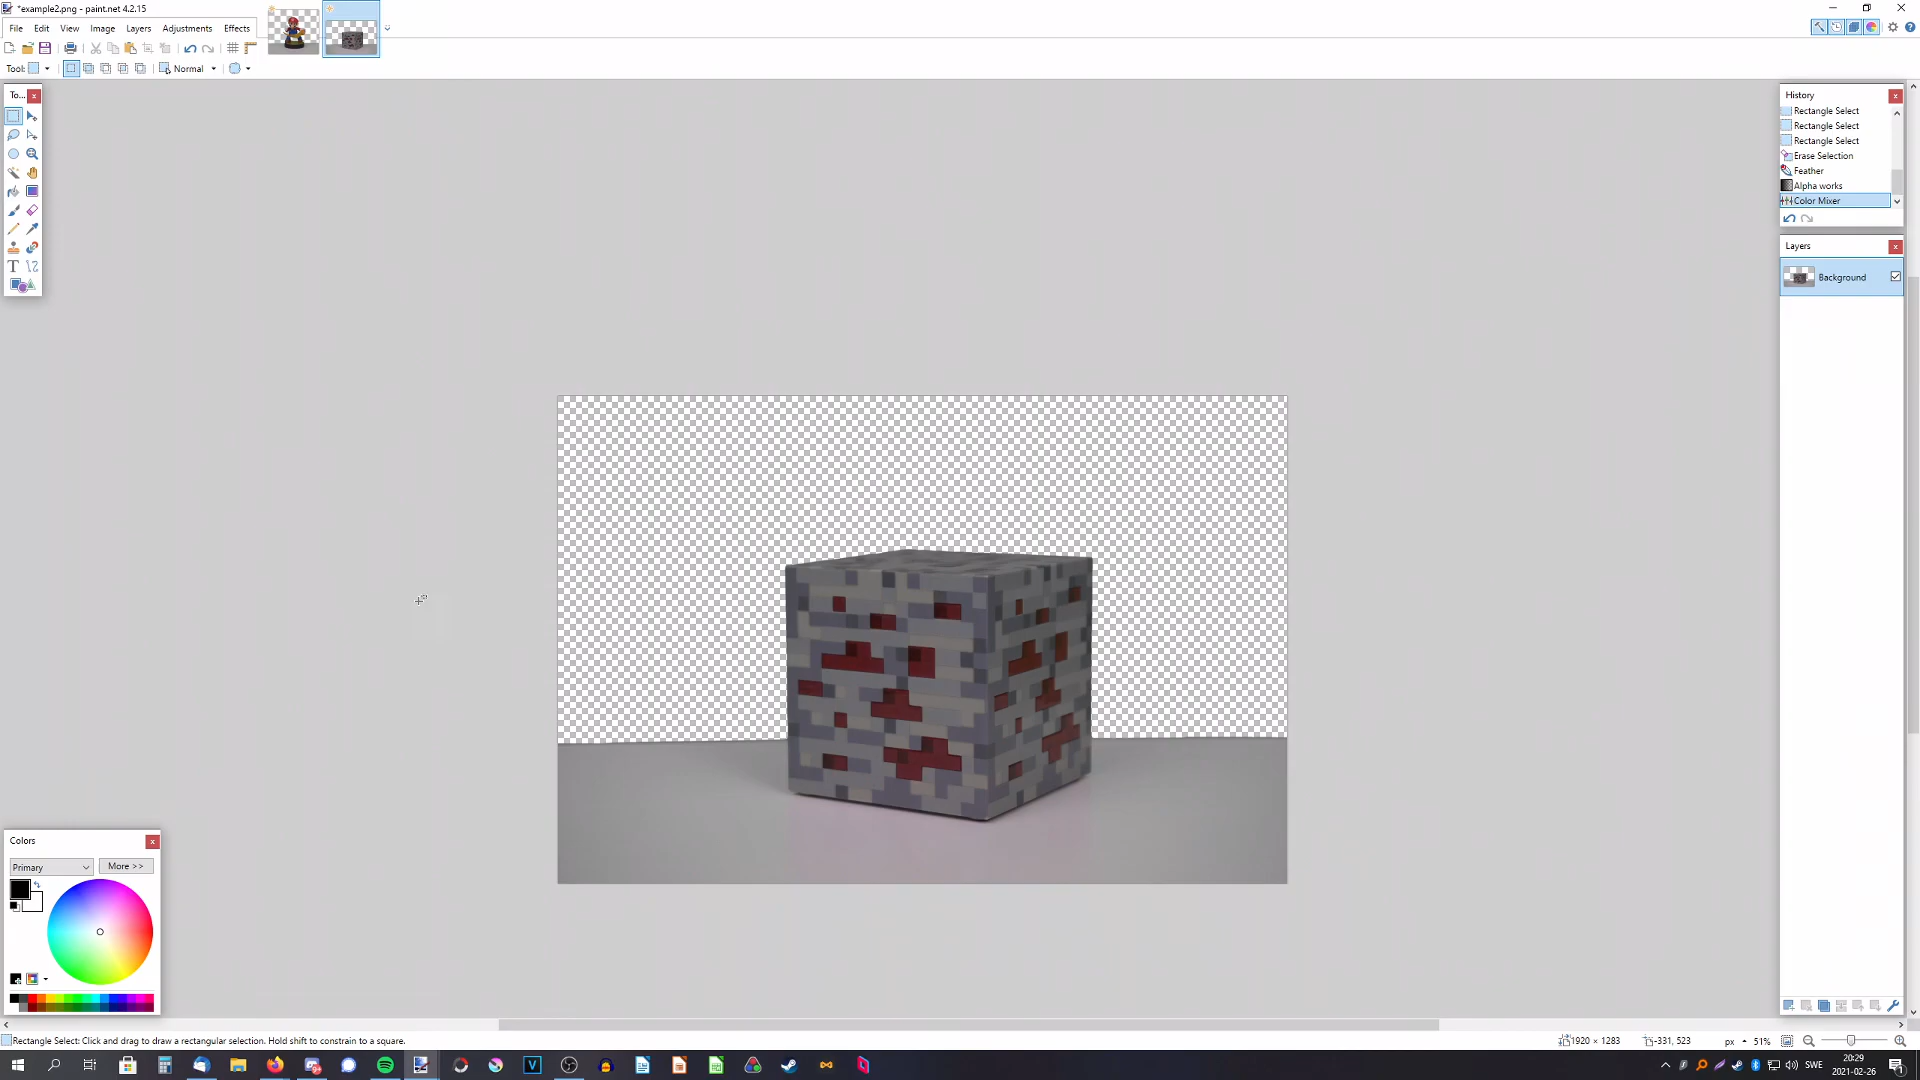 *example2.png - paint.net 4.2.15
File Edit View Image Layers Adjustments Effects
Tool: Normal
To...
History
Rectangle Select
Rectangle Select
Rectangle Select
Erase Selection
Feather
Alpha works
Color Mixer
Layers
Background
Colors
Primary More >>
Rectangle Select: Click and drag to draw a rectangular selection. Hold shift to constrain to a square.
1920 × 1283 -331, 523 px 51%
SWE 20:29
2021-02-26